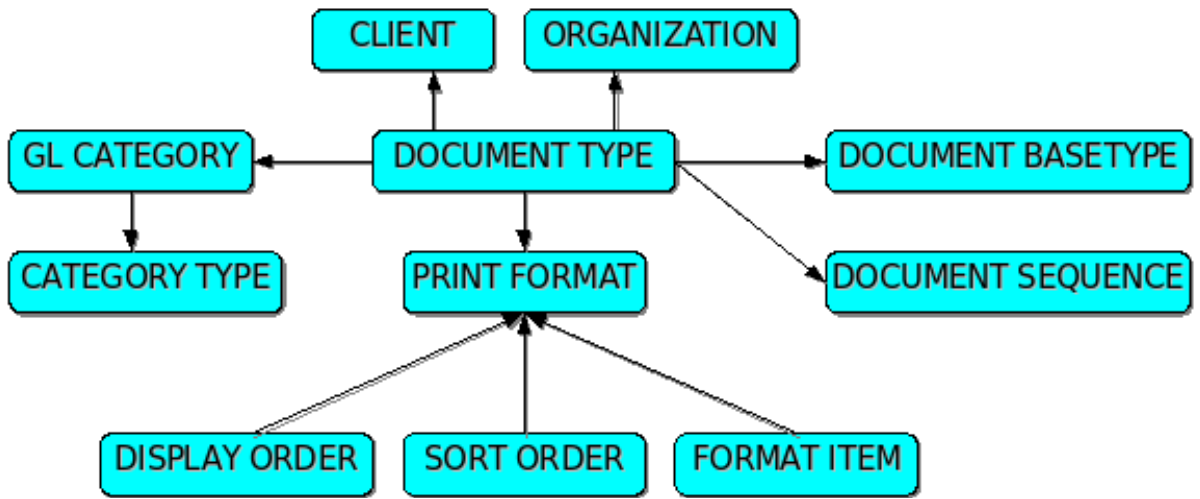 CLIENT
ORGANIZATION
GL CATEGORY
DOCUMENT TYPE
DOCUMENT BASETYPE
CATEGORY TYPE
PRINT FORMAT
DOCUMENT SEQUENCE
DISPLAY ORDER
SORT ORDER
FORMAT ITEM